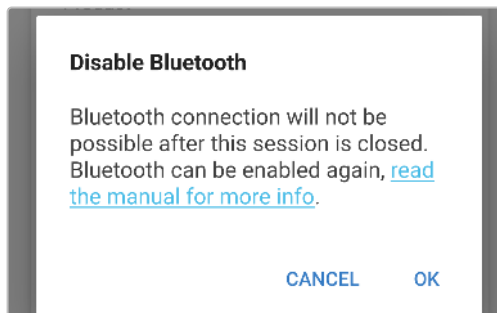 Disable Bluetooth
Bluetooth connection will not be
possible after this session is closed.
Bluetooth can be enabled again, read
the manual for more info.
CANCEL OK